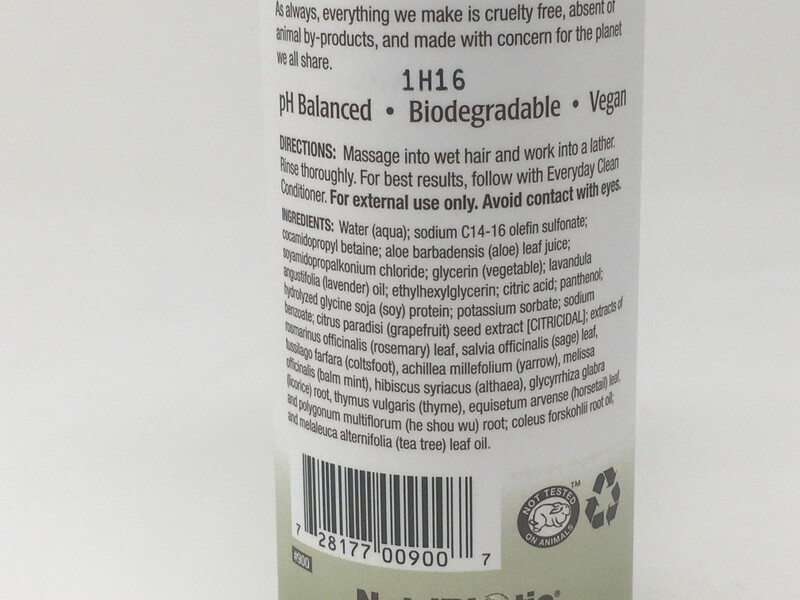 As always, everything we make is cruelty free, absent of
animal by-products, and made with concern for the planet
we all share.
1H16
pH Balanced • Biodegradable • Vegan
DIRECTIONS: Massage into wet hair and work into a lather.
Rinse thoroughly. For best results, follow with Everyday Clean
Conditioner. For external use only. Avoid contact with eyes.
INGREDIENTS: Water (aqua); sodium C14-16 olefin sulfonate;
cocamidopropyl betaine; aloe barbadensis (aloe) leaf juice;
soyamidopropalkonium chloride; glycerin (vegetable); lavandula
angustifolia (lavender) oil; ethylhexylglycerin; citric acid; panthenol;
hydrolyzed glycine soja (soy) protein; potassium sorbate; sodium
benzoate; citrus paradisi (grapefruit) seed extract [CITRICIDAL]; extracts of
rosmarinus officinalis (rosemary) leaf, salvia officinalis (sage) leaf,
tussilago farfara (coltsfoot), achillea millefolium (yarrow), melissa
officinalis (balm mint), hibiscus syriacus (althaea), glycyrrhiza glabra
(licorice) root, thymus vulgaris (thyme), equisetum arvense (horsetail) leaf,
and polygonum multiflorum (he shou wu) root; coleus forskohlii root oil;
and melaleuca alternifolia (tea tree) leaf oil.
NOT TESTED ON ANIMALS™
7 28177 00900 7
#900